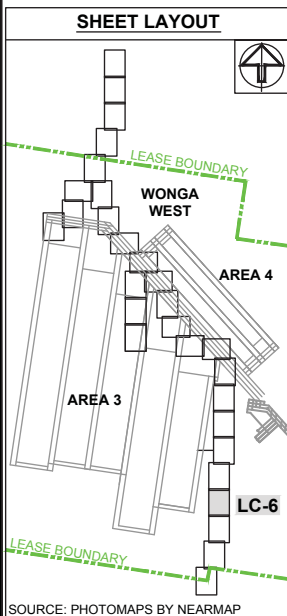 SHEET LAYOUT
LEASE BOUNDARY
WONGA
WEST
AREA 4
AREA 3
LC-6
LEASE BOUNDARY
SOURCE: PHOTOMAPS BY NEARMAP